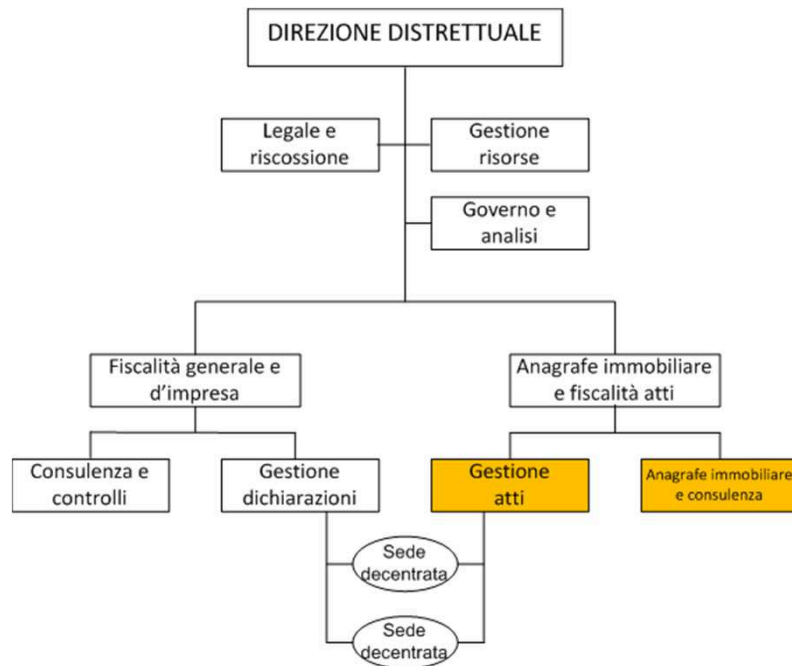 DIREZIONE DISTRETTUALE
Legale e
riscossione
Gestione
risorse
Governo e
analisi
Fiscalità generale e
d'impresa
Anagrafe immobiliare
e fiscalità atti
Consulenza e
controlli
Gestione
dichiarazioni
Gestione
atti
Anagrafe immobiliare
e consulenza
Sede
decentrata
Sede
decentrata